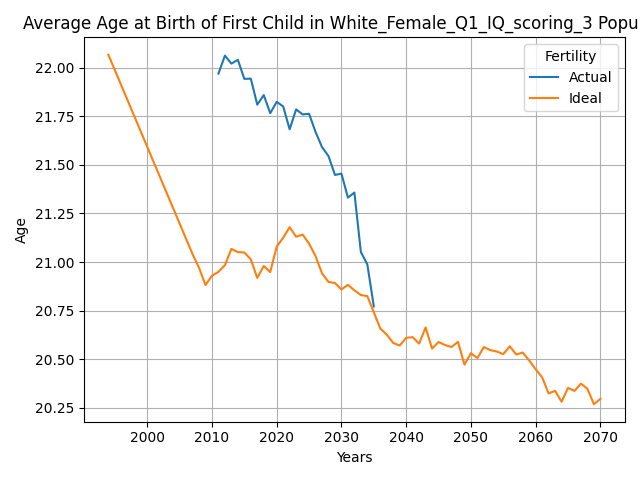 Average Age at Birth of First Child in White_Female_Q1_IQ_scoring_3 Popu
Fertility
Actual
Ideal
22.00
21.75
21.50
21.25
21.00
20.75
20.50
20.25
Age
2000 2010 2020 2030 2040 2050 2060 2070
Years